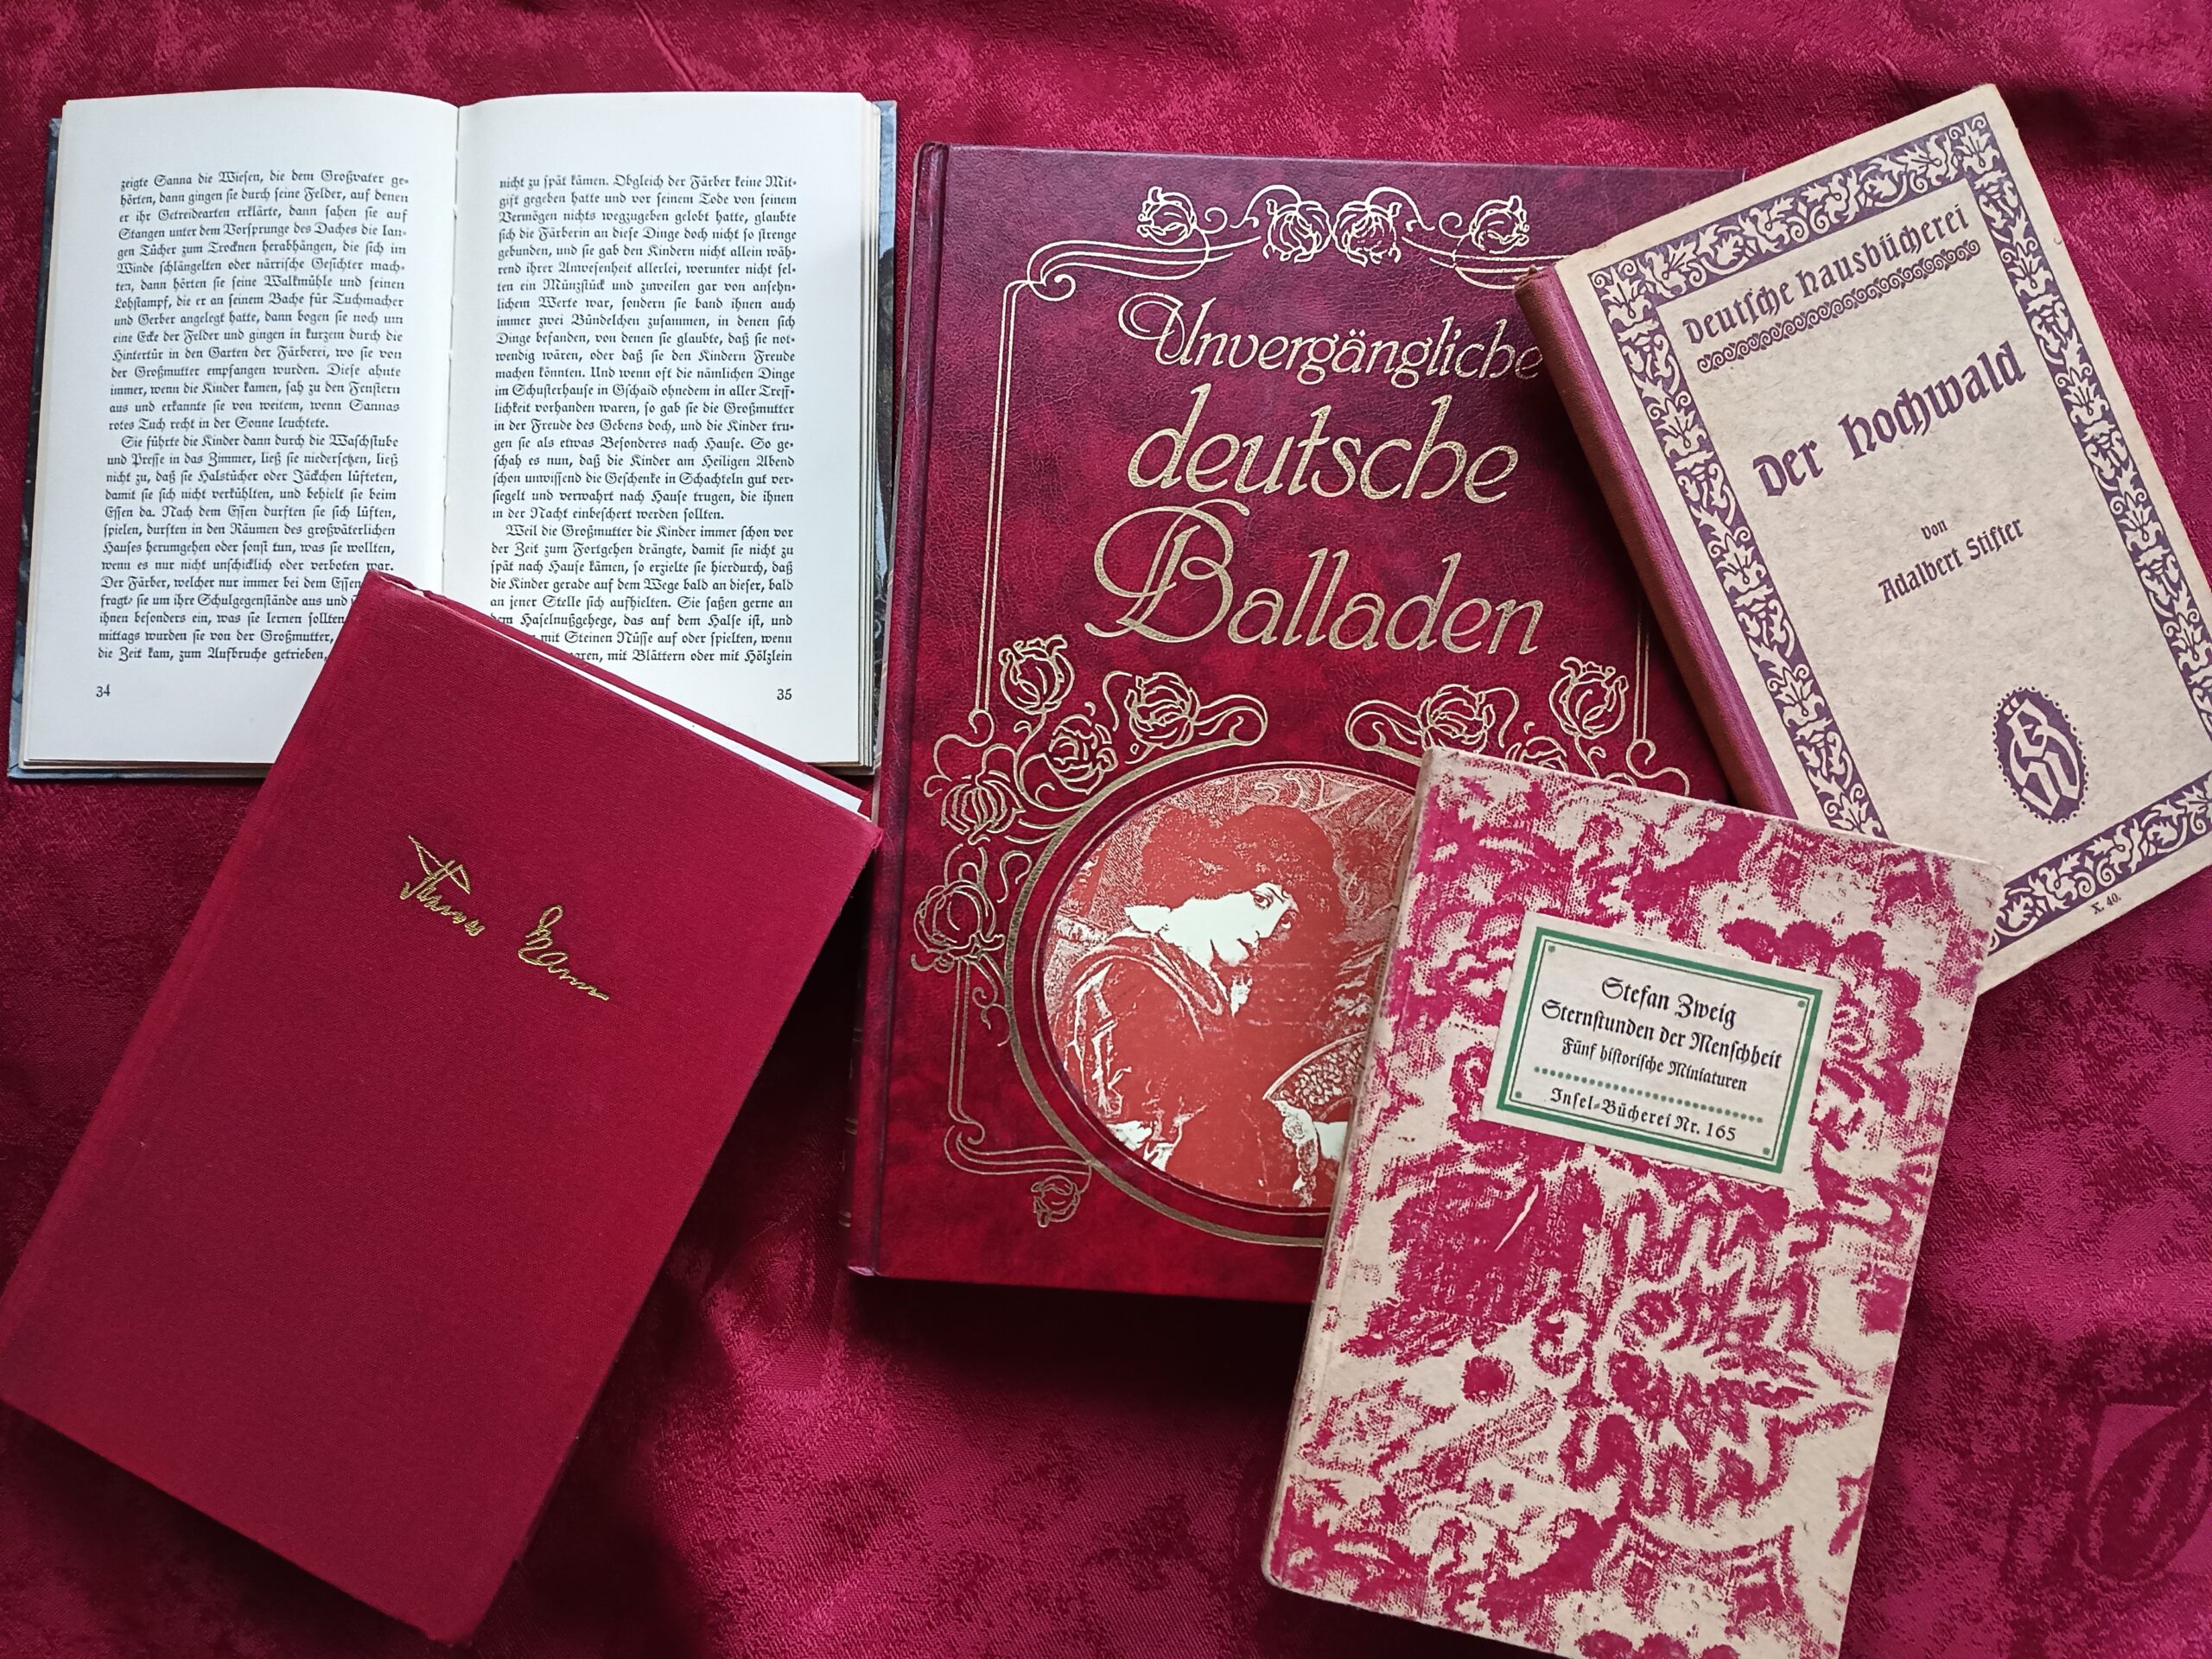 zeigte Sanna die Wiesen, die dem Großvater ge-
hörten, dann gingen sie durch seine Felder, auf denen
er ihr Getreidearten erklärte, dann sahen sie auf
Stangen unter dem Vorsprunge des Daches die lan-
gen Tücher zum Trocknen herabhängen, die sich im
Winde schlängelten oder närrische Gesichter mach-
ten, dann hörten sie seine Walkmühle und seinen
Lohstampf, die er an seinem Bache für Tuchmacher
und Gerber angelegt hatte, dann bogen sie noch um
eine Ecke der Felder und gingen in kurzem durch die
Hintertür in den Garten der Färberei, wo sie von
der Großmutter empfangen wurden. Diese ahnte
immer, wenn die Kinder kamen, sah zu den Fenstern
aus und erkannte sie von weitem, wenn Sannas
rotes Tuch recht in der Sonne leuchtete.
Sie führte die Kinder dann durch die Waschstube
und Presse in das Zimmer, ließ sie niedersetzen, ließ
nicht zu, daß sie Halstücher oder Jäckchen lüfteten,
damit sie sich nicht verkühlten, und behielt sie beim
Essen da. Nach dem Essen durften sie sich lüften,
spielen, durften in den Räumen des großväterlichen
Hauses herumgehen oder sonst tun, was sie wollten,
wenn es nur nicht unschicklich oder verboten war.
Der Färber, welcher nur immer bei dem Essen
fragte sie um ihre Schulgegenstände aus und
ihnen besonders ein, was sie lernen sollten
mittags wurden sie von der Großmutter,
die Zeit kam, zum Aufbruche getrieben,
34
nicht zu spät kämen. Obgleich der Färber keine Mit-
gift gegeben hatte und vor seinem Tode von seinem
Vermögen nichts wegzugeben gelobt hatte, glaubte
sich die Färberin an diese Dinge doch nicht so strenge
gebunden, und sie gab den Kindern nicht allein wäh-
rend ihrer Anwesenheit allerlei, worunter nicht sel-
ten ein Münzstück und zuweilen gar von ansehn-
lichem Werte war, sondern sie band ihnen auch
immer zwei Bündelchen zusammen, in denen sich
Dinge befanden, von denen sie glaubte, daß sie not-
wendig wären, oder daß sie den Kindern Freude
machen könnten. Und wenn oft die nämlichen Dinge
im Schusterhause in Gschaid ohnedem in aller Treff-
lichkeit vorhanden waren, so gab sie die Großmutter
in der Freude des Gebens doch, und die Kinder tru-
gen sie als etwas Besonderes nach Hause. So ge-
schah es nun, daß die Kinder am Heiligen Abend
schon unwissend die Geschenke in Schachteln gut ver-
siegelt und verwahrt nach Hause trugen, die ihnen
in der Nacht einbeschert werden sollten.
Weil die Großmutter die Kinder immer schon vor
der Zeit zum Fortgehen drängte, damit sie nicht zu
spät nach Hause kämen, so erzielte sie hierdurch, daß
die Kinder gerade auf dem Wege bald an dieser, bald
an jener Stelle sich aufhielten. Sie saßen gerne an
dem Haselnußgehege, das auf dem Halse ist, und
mit Steinen Nüsse auf oder spielten, wenn
waren, mit Blättern oder mit Hölzlein
35
Thomas Mann
Unvergängliche
deutsche
Balladen
Deutsche Hausbücherei
Der Hochwald
von
Adalbert Stifter
X. 40.
Stefan Zweig
Sternstunden der Menschheit
Fünf historische Miniaturen
Insel-Bücherei Nr. 165